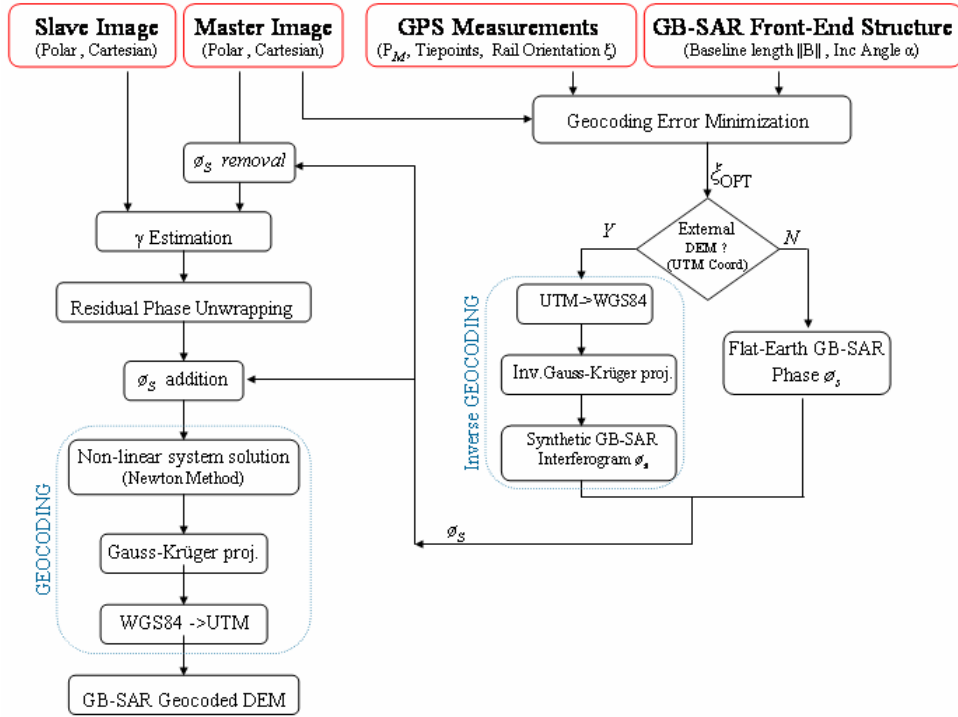 Slave Image
(Polar , Cartesian)
Master Image
(Polar , Cartesian)
GPS Measurements
(P_M, Tiepoints, Rail Orientation ξ)
GB-SAR Front-End Structure
(Baseline length ||B|| , Inc Angle α)
Geocoding Error Minimization
ø_S removal
ξ_OPT
γ Estimation
Y
External
DEM ?
(UTM Coord)
N
Residual Phase Unwrapping
UTM->WGS84
Flat-Earth GB-SAR
Phase ø_s
ø_S addition
Inv.Gauss-Krüger proj.
Inverse GEOCODING
Synthetic GB-SAR
Interferogram ø_s
Non-linear system solution
(Newton Method)
ø_S
GEOCODING
Gauss-Krüger proj.
WGS84 ->UTM
GB-SAR Geocoded DEM